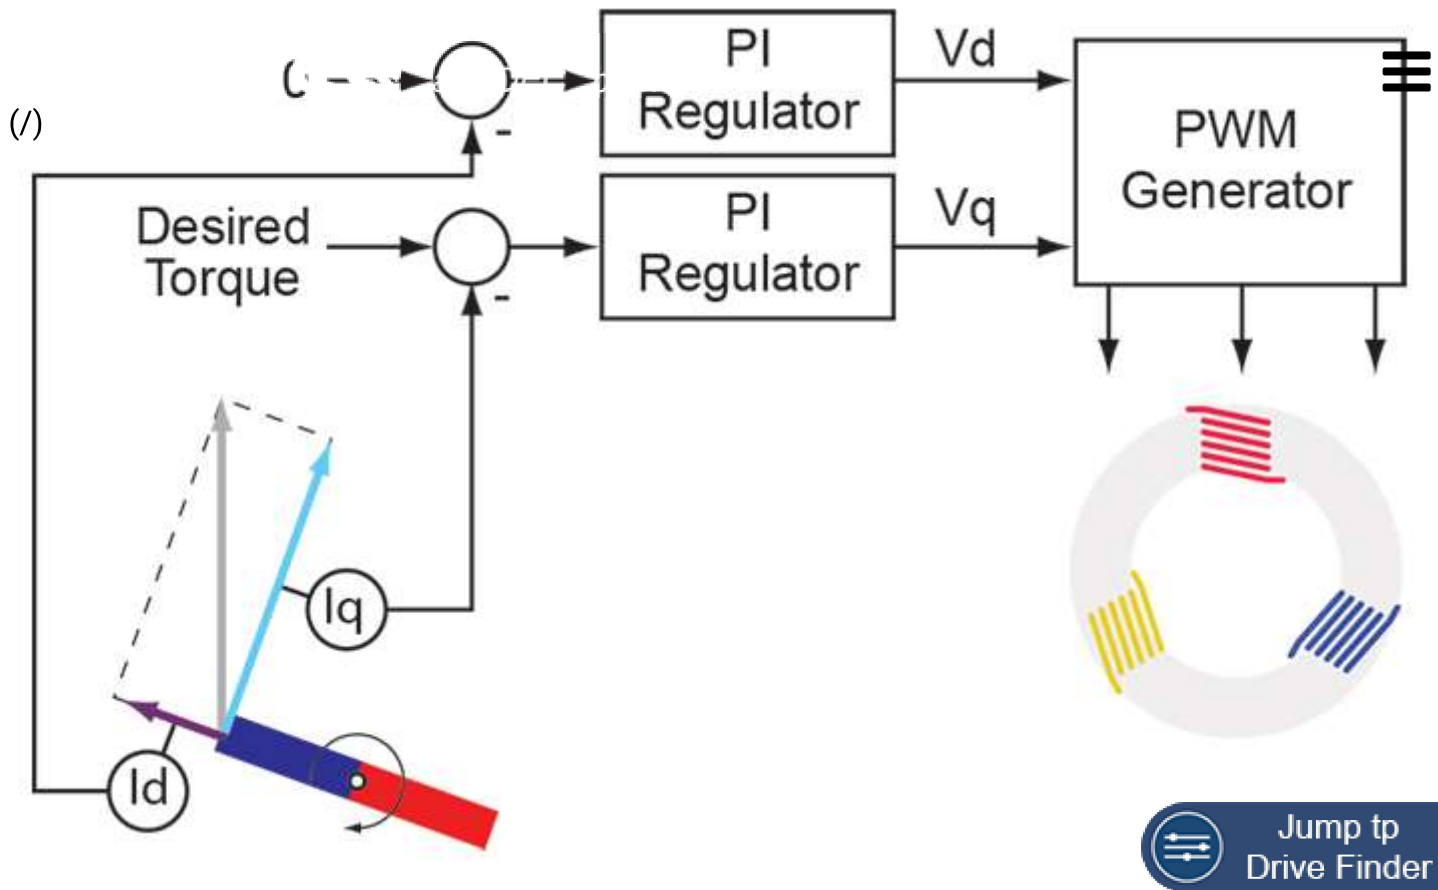 PI
Regulator
Vd
(/)
-
PWM
Generator
Desired
Torque
PI
Regulator
Vq
-
Iq
Id
Jump tp
Drive Finder